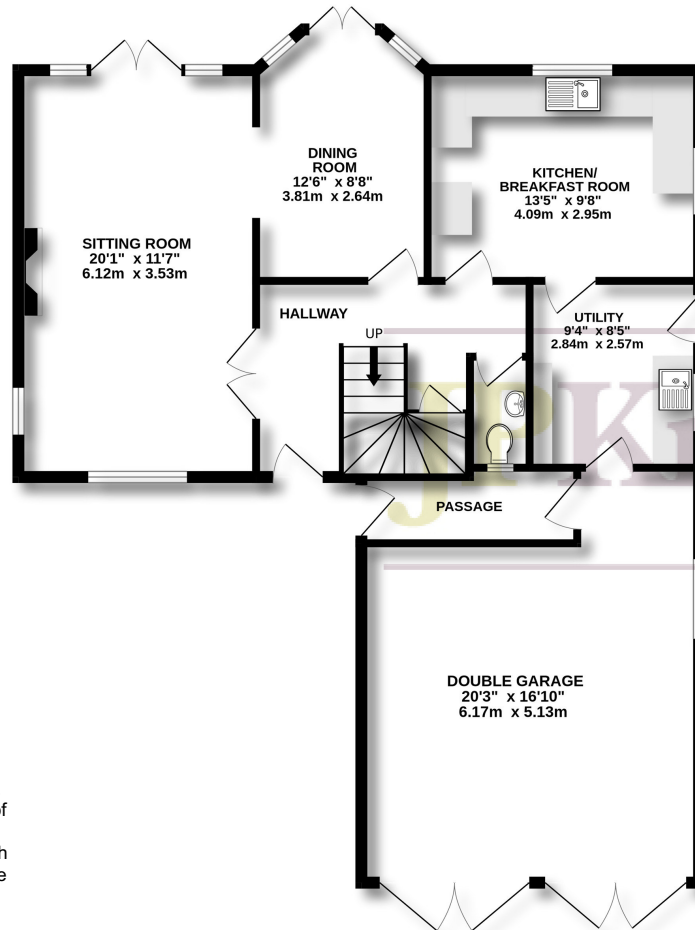 DINING
ROOM
12'6" x 8'8"
3.81m x 2.64m
KITCHEN/
BREAKFAST ROOM
13'5" x 9'8"
4.09m x 2.95m
SITTING ROOM
20'1" x 11'7"
6.12m x 3.53m
HALLWAY
UP
UTILITY
9'4" x 8'5"
2.84m x 2.57m
JPK
PASSAGE
DOUBLE GARAGE
20'3" x 16'10"
6.17m x 5.13m